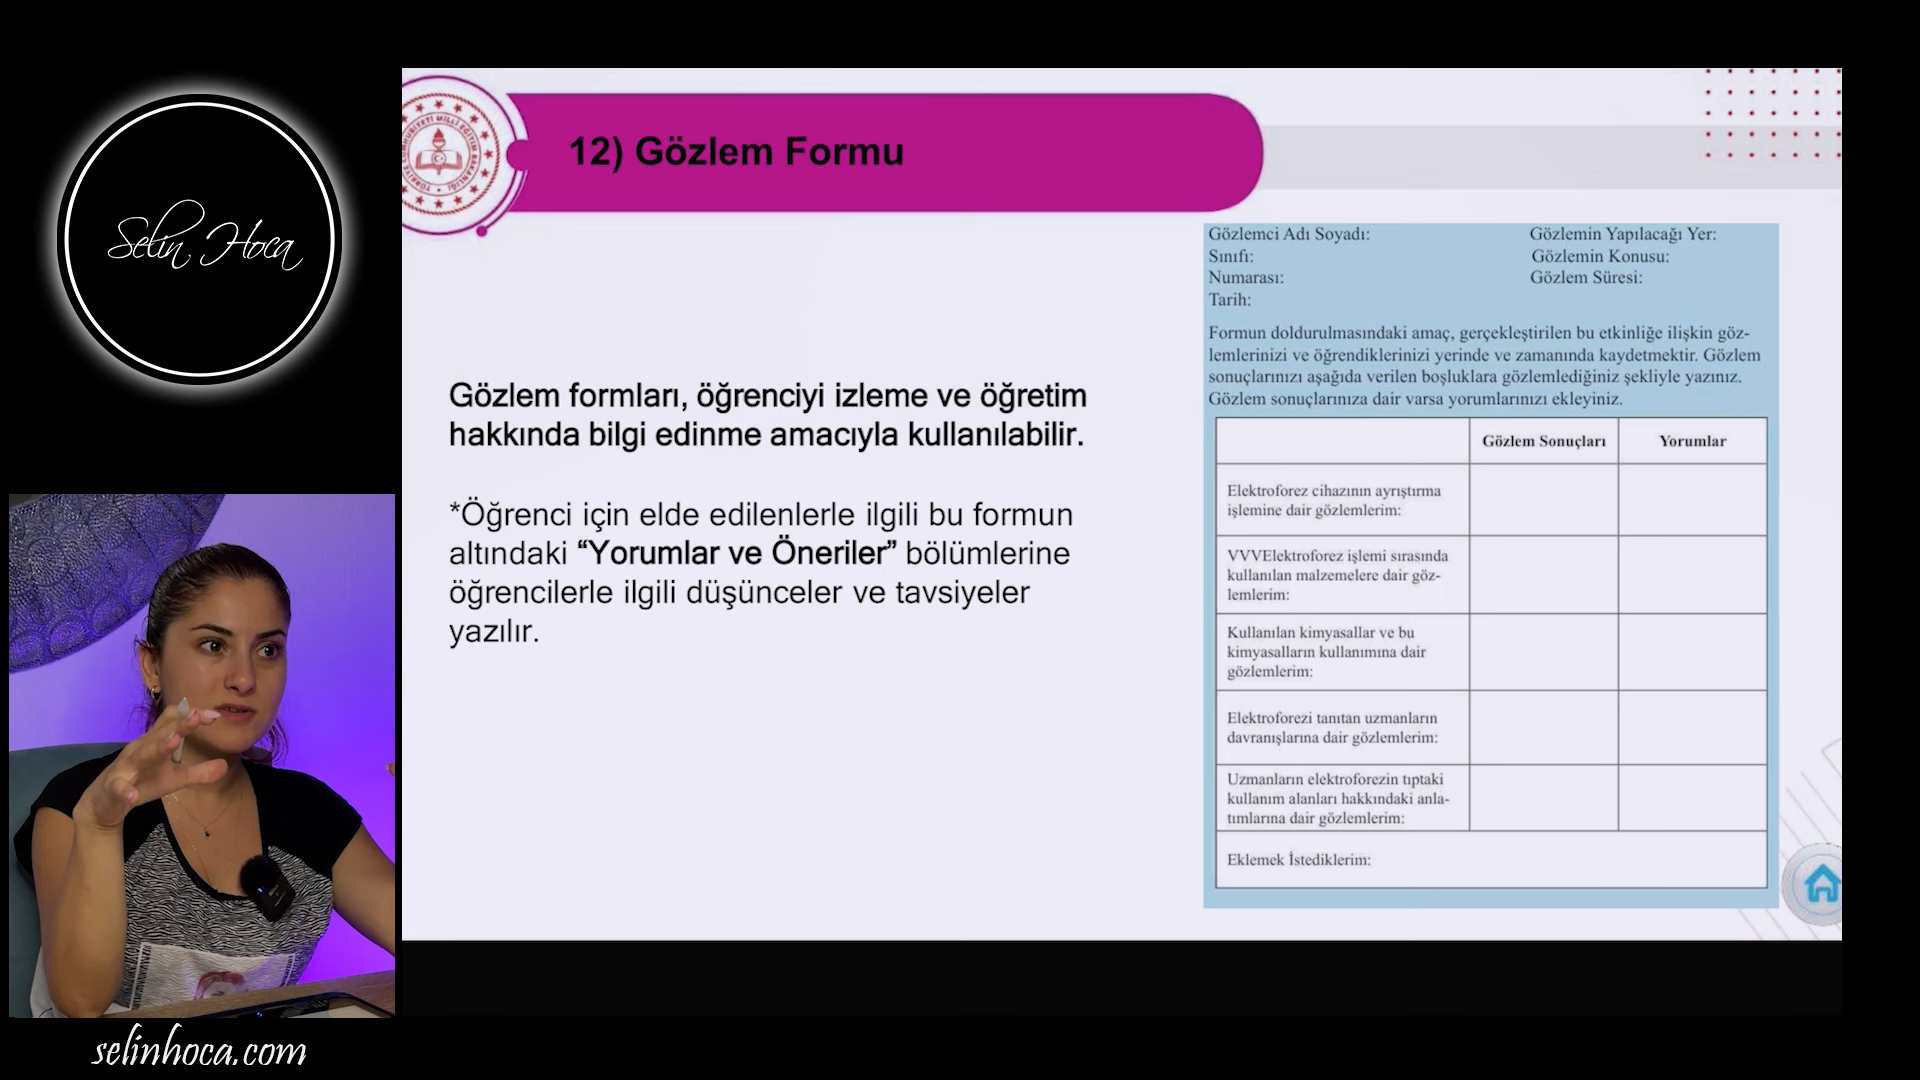 Selin Hoca
12) Gözlem Formu
Gözlem formları, öğrenciyi izleme ve öğretim
hakkında bilgi edinme amacıyla kullanılabilir.
*Öğrenci için elde edilenlerle ilgili bu formun
altındaki “Yorumlar ve Öneriler” bölümlerine
öğrencilerle ilgili düşünceler ve tavsiyeler
yazılır.
Gözlemci Adı Soyadı:
Sınıfı:
Numarası:
Tarih:
Gözlemin Yapılacağı Yer:
Gözlemin Konusu:
Gözlem Süresi:
Formun doldurulmasındaki amaç, gerçekleştirilen bu etkinliğe ilişkin göz-
lemlerinizi ve öğrendiklerinizi yerinde ve zamanında kaydetmektir. Gözlem
sonuçlarınızı aşağıda verilen boşluklara gözlemlediğiniz şekliyle yazınız.
Gözlem sonuçlarınıza dair varsa yorumlarınızı ekleyiniz.
Gözlem Sonuçları
Yorumlar
Elektroforez cihazının ayrıştırma
işlemine dair gözlemlerim:
VVVElektroforez işlemi sırasında
kullanılan malzemelere dair göz-
lemlerim:
Kullanılan kimyasallar ve bu
kimyasalların kullanımına dair
gözlemlerim:
Elektroforezi tanıtan uzmanların
davranışlarına dair gözlemlerim:
Uzmanların elektroforezin tıptaki
kullanım alanları hakkındaki anla-
tımlarına dair gözlemlerim:
Eklemek İstediklerim:
selinhoca.com